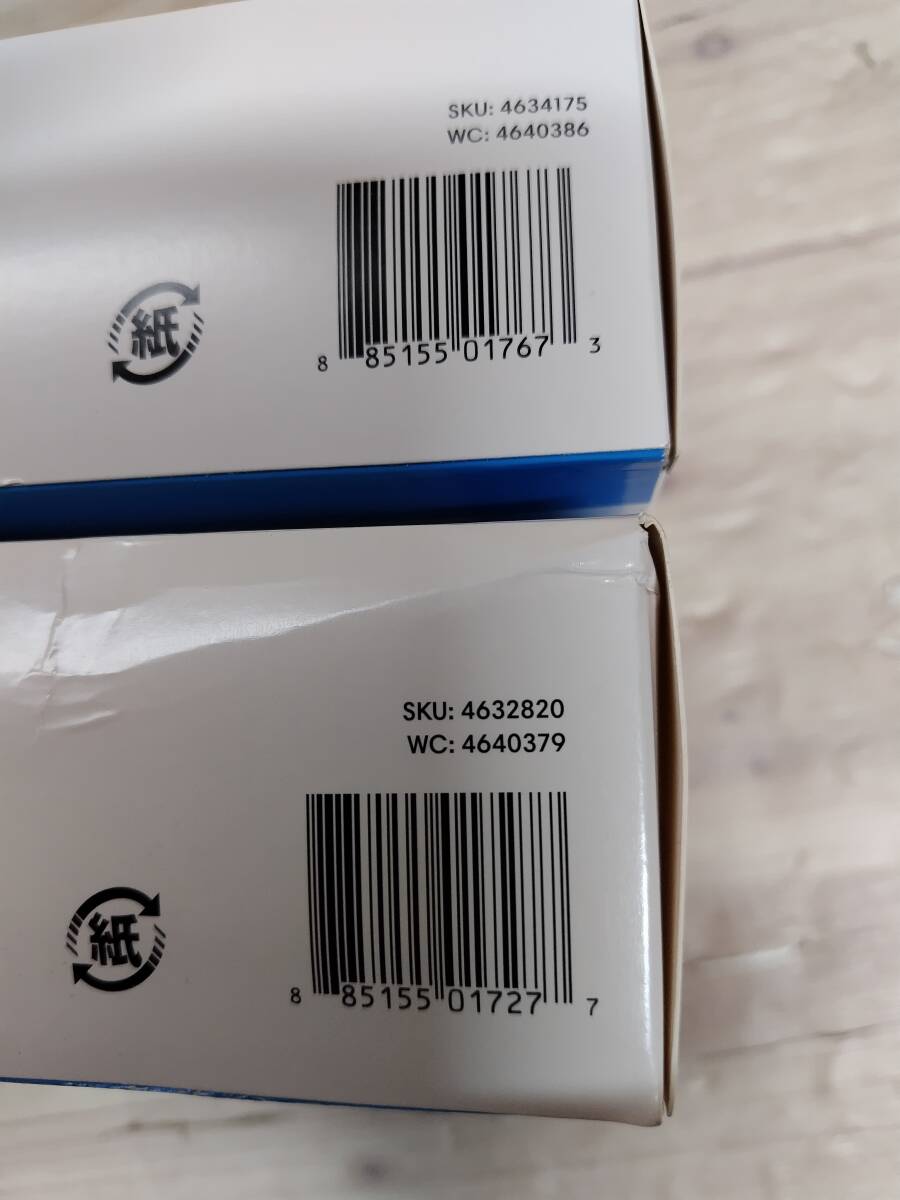 SKU: 4634175
WC: 4640386
紙
8 85155 01767 3
SKU: 4632820
WC: 4640379
紙
8 85155 01727 7